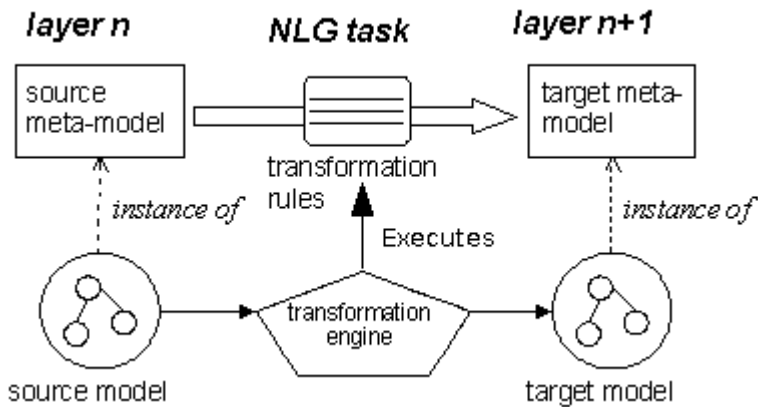 layer n
NLG task
layer n+1
source
meta-model
target meta-
model
transformation
rules
instance of
instance of
Executes
transformation
engine
source model
target model